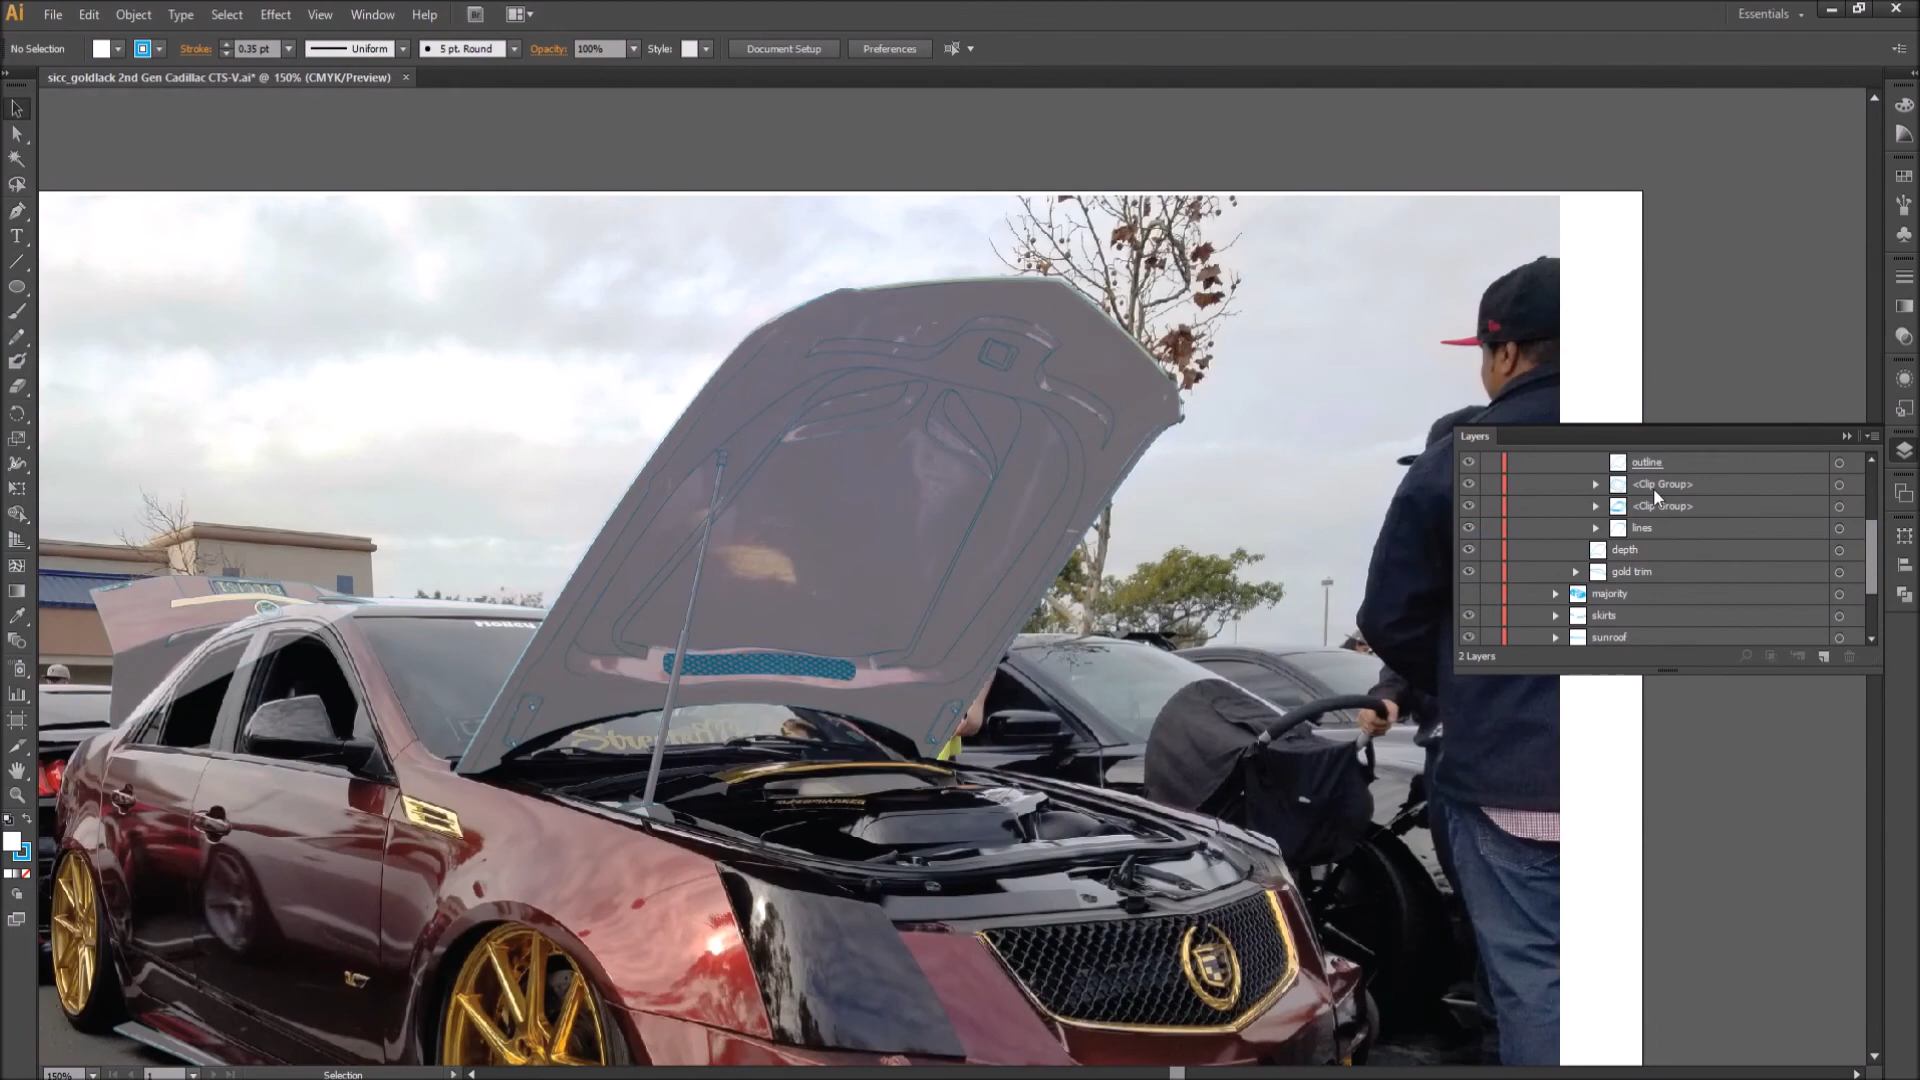 Ai File Edit Object Type Select Effect View Window Help Br Essentials
No Selection Stroke: 0.35 pt Uniform 5 pt. Round Opacity: 100% Style: Document Setup Preferences
sicc_goldlack 2nd Gen Cadillac CTS-V.ai* @ 150% (CMYK/Preview)
Layers
outline
<Clip Group>
<Clip Group>
lines
depth
gold trim
majority
skirts
sunroof
2 Layers
150% 1 Selection